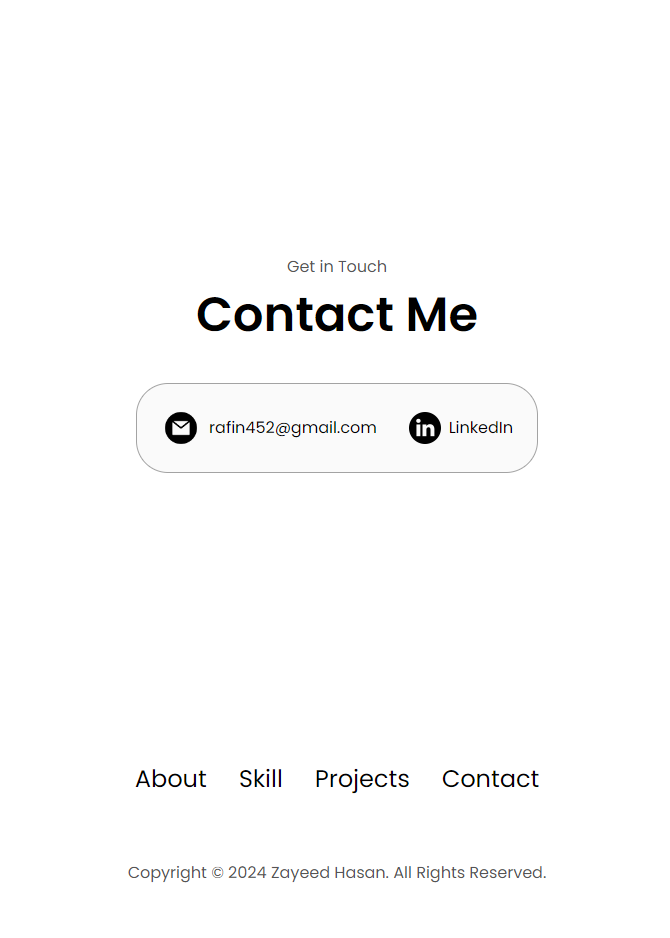 Get in Touch
Contact Me
rafin452@gmail.com LinkedIn
About Skill Projects Contact
Copyright © 2024 Zayeed Hasan. All Rights Reserved.